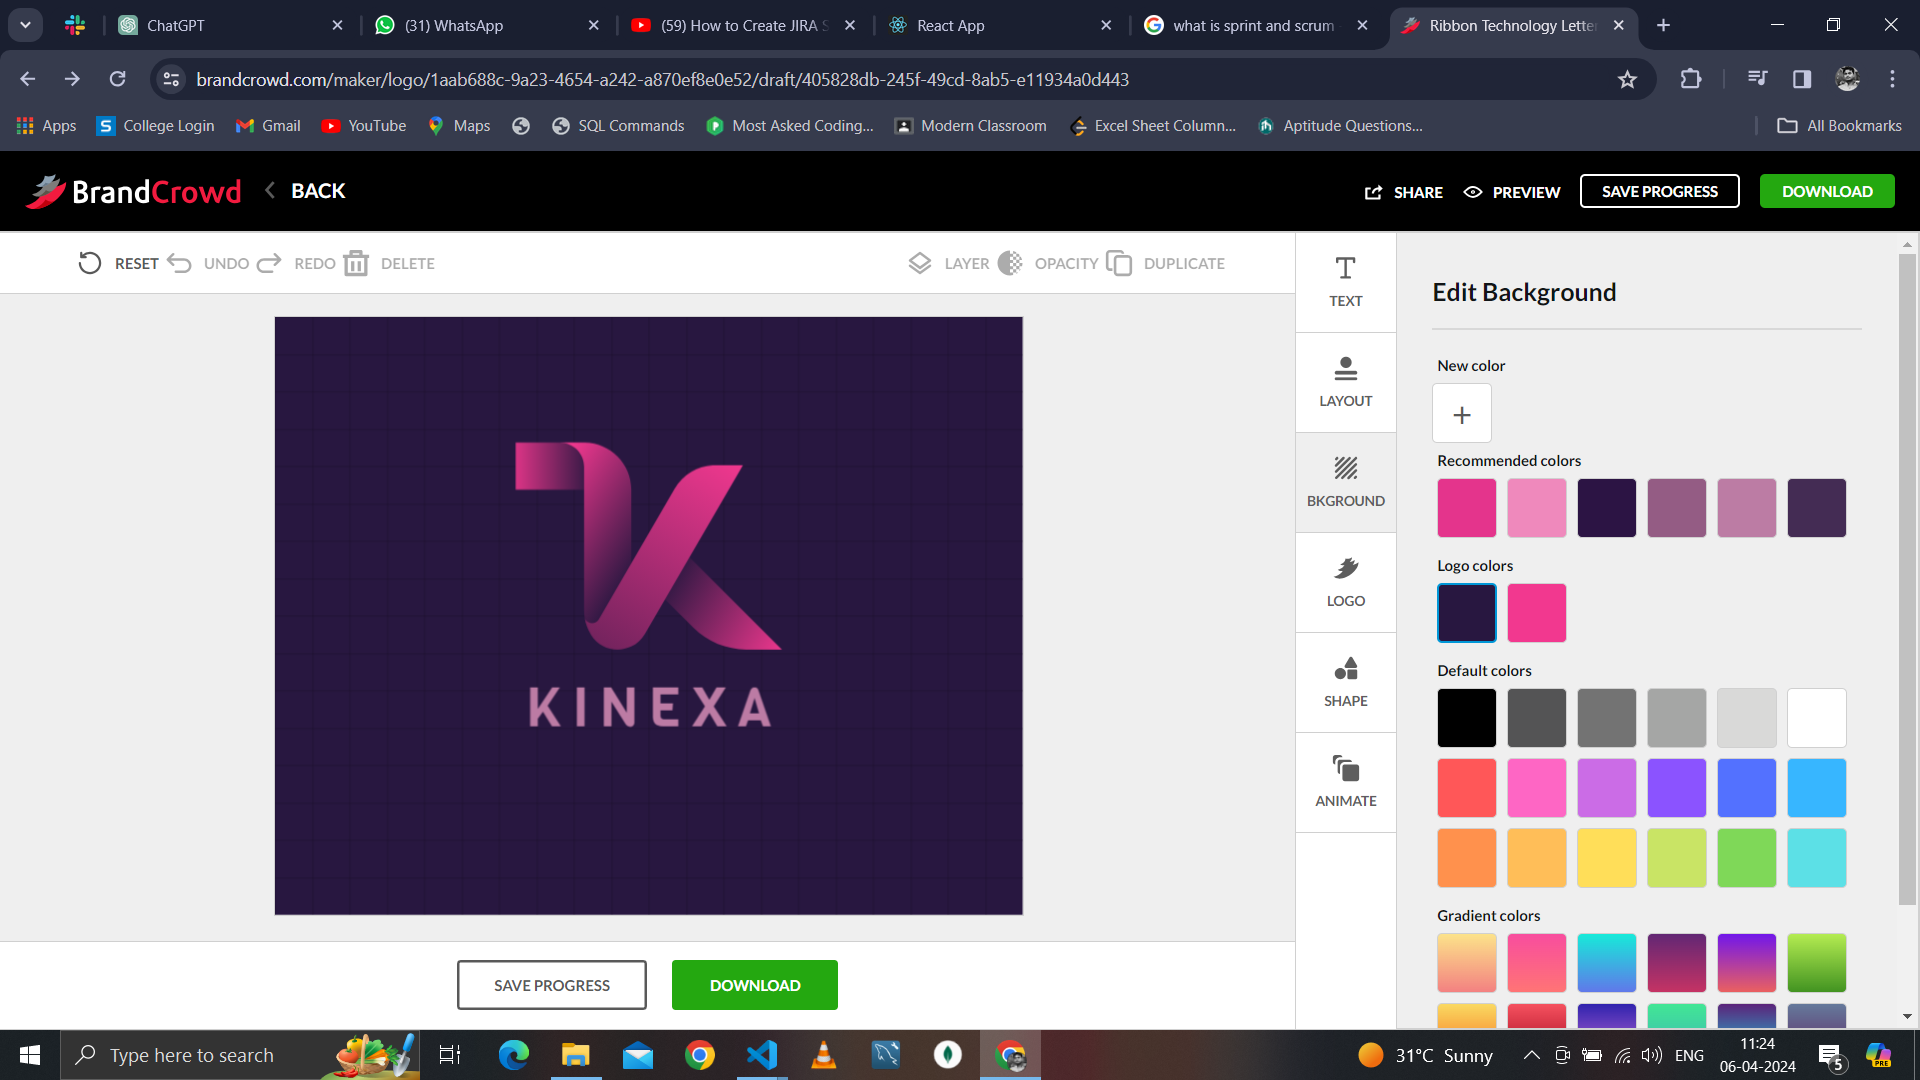 ChatGPT
(31) WhatsApp
(59) How to Create JIRA S
React App
what is sprint and scrum
Ribbon Technology Letter
brandcrowd.com/maker/logo/1aab688c-9a23-4654-a242-a870ef8e0e52/draft/405828db-245f-49cd-8ab5-e11934a0d443
Apps
College Login
Gmail
YouTube
Maps
SQL Commands
Most Asked Coding...
Modern Classroom
Excel Sheet Column...
Aptitude Questions...
All Bookmarks
BrandCrowd
BACK
SHARE
PREVIEW
SAVE PROGRESS
DOWNLOAD
RESET
UNDO
REDO
DELETE
LAYER
OPACITY
DUPLICATE
TEXT
LAYOUT
BKGROUND
LOGO
SHAPE
ANIMATE
Edit Background
New color
Recommended colors
Logo colors
Default colors
Gradient colors
K
KINEXA
SAVE PROGRESS
DOWNLOAD
Type here to search
31°C Sunny
ENG
11:24
06-04-2024
5
PRE